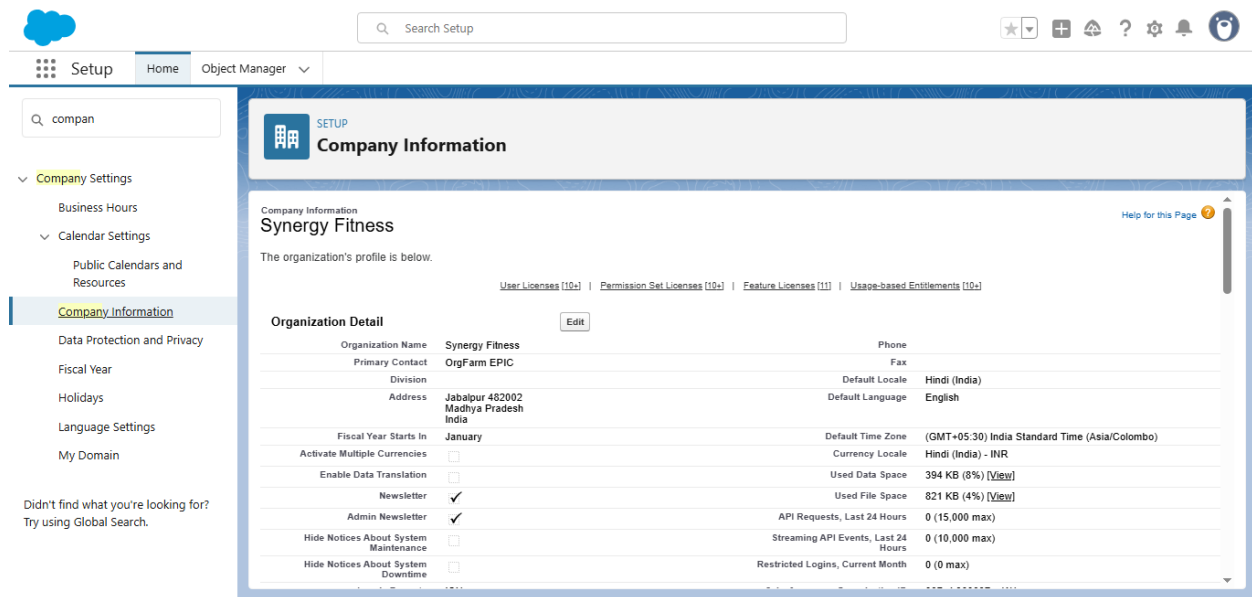 Search Setup
Setup
Home
Object Manager
compan
Company Settings
Business Hours
Calendar Settings
Public Calendars and
Resources
Company Information
Data Protection and Privacy
Fiscal Year
Holidays
Language Settings
My Domain
Didn't find what you're looking for?
Try using Global Search.
SETUP
Company Information
Company Information
Synergy Fitness
Help for this Page ?
The organization's profile is below.
User Licenses [10+] | Permission Set Licenses [10+] | Feature Licenses [11] | Usage-based Entitlements [10+]
Organization Detail Edit
Organization Name Synergy Fitness Phone
Primary Contact OrgFarm EPIC Fax
Division Default Locale Hindi (India)
Address Jabalpur 482002 Default Language English
Madhya Pradesh
India
Fiscal Year Starts In January Default Time Zone (GMT+05:30) India Standard Time (Asia/Colombo)
Activate Multiple Currencies Currency Locale Hindi (India) - INR
Enable Data Translation Used Data Space 394 KB (8%) [View]
Newsletter Used File Space 821 KB (4%) [View]
Admin Newsletter API Requests, Last 24 Hours 0 (15,000 max)
Hide Notices About System Streaming API Events, Last 24 0 (10,000 max)
Maintenance Hours
Hide Notices About System Restricted Logins, Current Month 0 (0 max)
Downtime